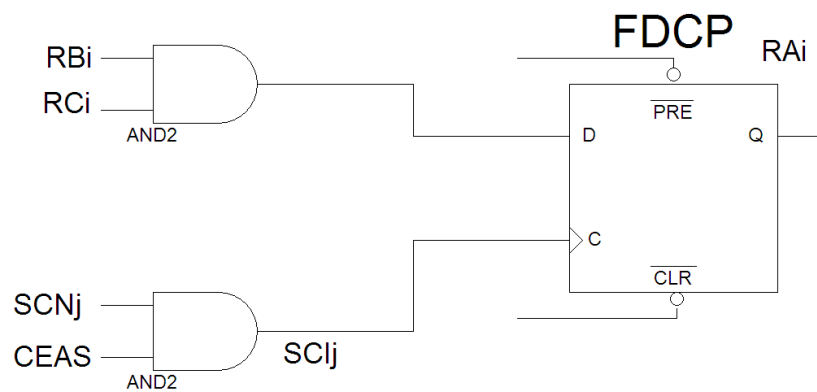 FDCP
RAi
RBi
RCi
AND2
PRE
D
Q
C
CLR
SCNj
CEAS
SCIj
AND2